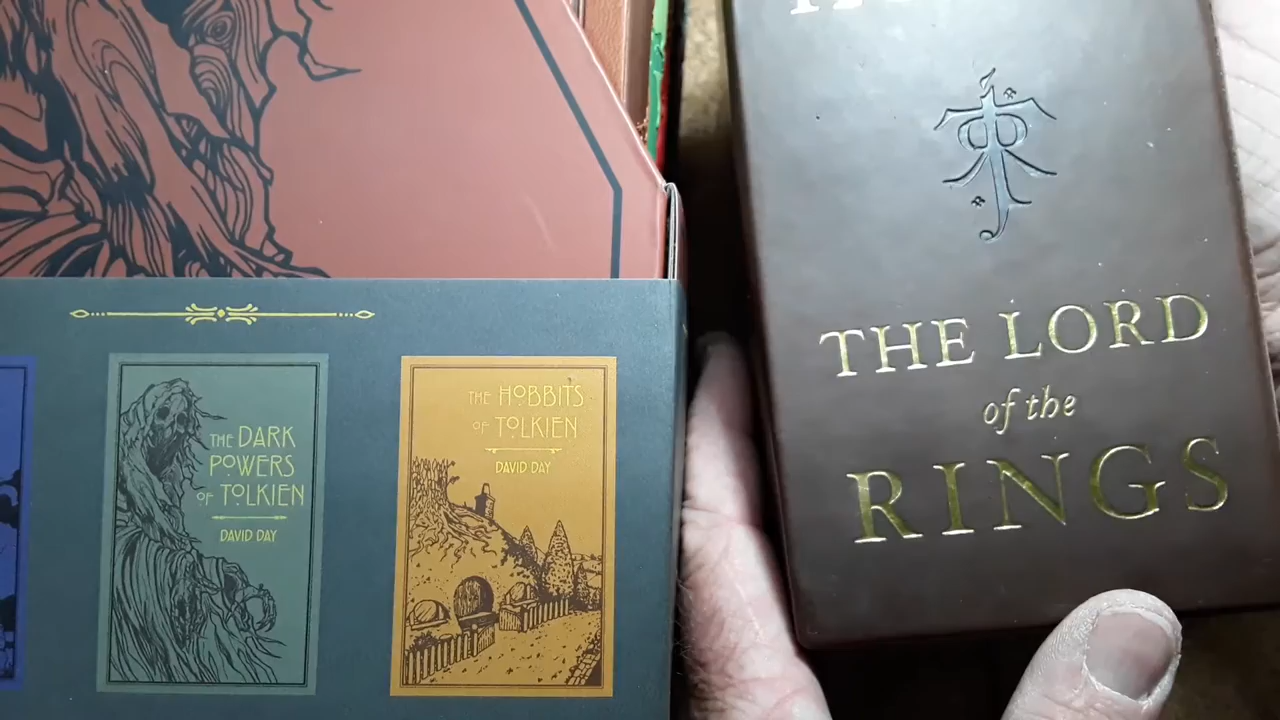 THE DARK
POWERS
OF TOLKIEN
DAVID DAY
THE HOBBITS
OF TOLKIEN
DAVID DAY
THE LORD
of the
RINGS